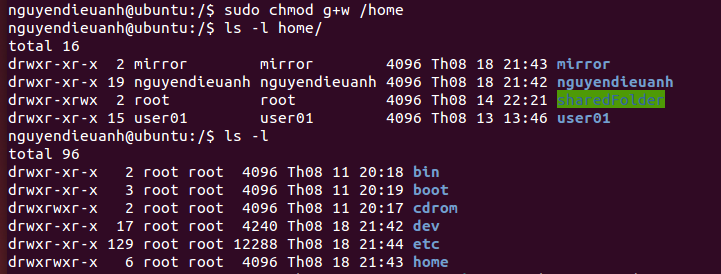 nguyendieuanh@ubuntu:/$ sudo chmod g+w /home
nguyendieuanh@ubuntu:/$ ls -l home/
total 16
drwxr-xr-x  2 mirror        mirror        4096 Th08 18 21:43 mirror
drwxr-xr-x 19 nguyendieuanh nguyendieuanh 4096 Th08 18 21:42 nguyendieuanh
drwxr-xrwx  2 root          root          4096 Th08 14 22:21 sharedFolder
drwxr-xr-x 15 user01        user01        4096 Th08 13 13:46 user01
nguyendieuanh@ubuntu:/$ ls -l
total 96
drwxr-xr-x   2 root root  4096 Th08 11 20:18 bin
drwxr-xr-x   3 root root  4096 Th08 11 20:19 boot
drwxrwxr-x   2 root root  4096 Th08 11 20:17 cdrom
drwxr-xr-x  17 root root  4240 Th08 18 21:42 dev
drwxr-xr-x 129 root root 12288 Th08 18 21:44 etc
drwxrwxr-x   6 root root  4096 Th08 18 21:43 home